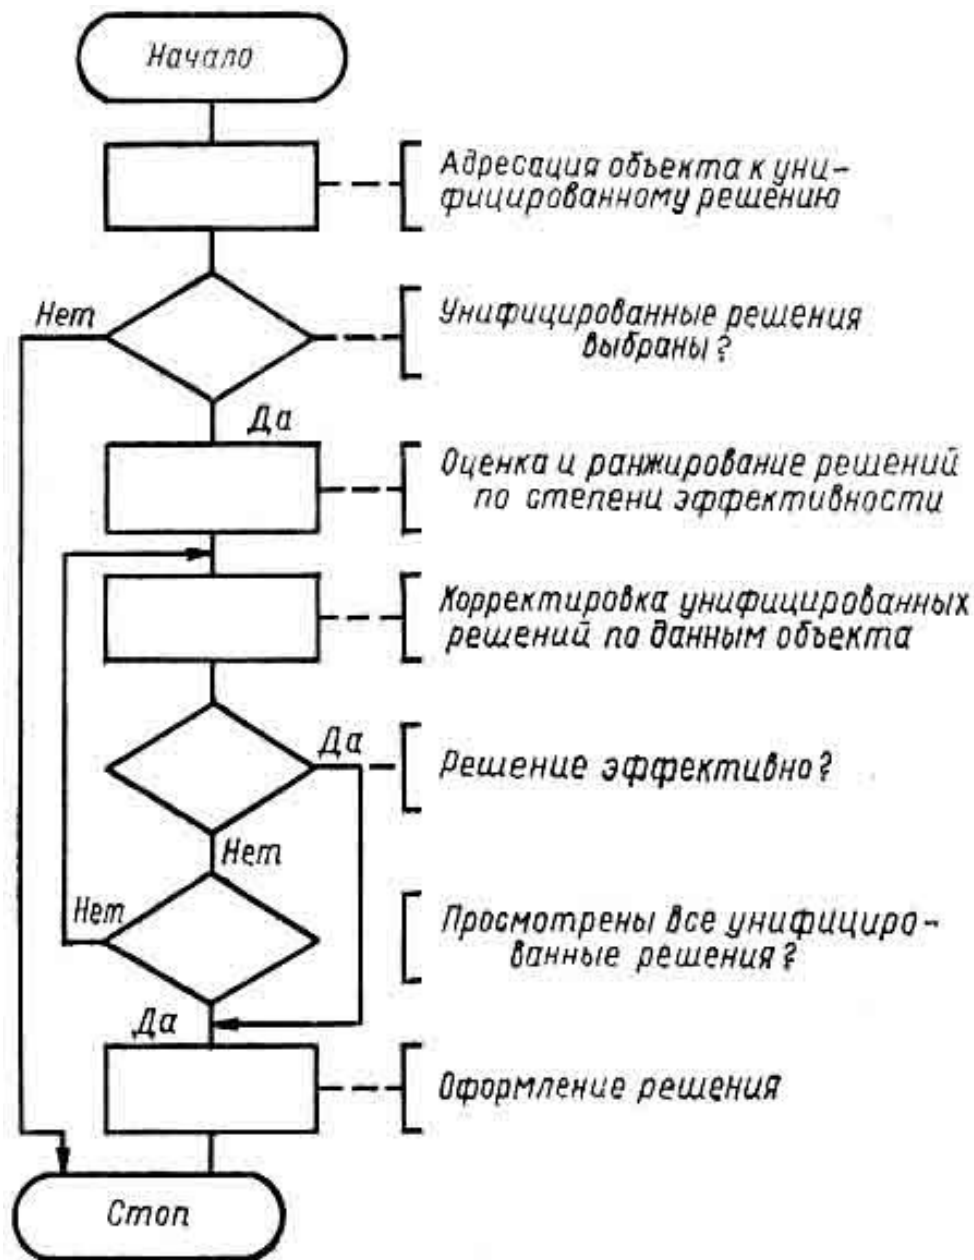 Начало
Адресация объекта к уни-
фицированному решению
Нет
Унифицированные решения
выбраны?
Да
Оценка и ранжирование решений
по степени эффективности
Корректировка унифицированных
решений по данным объекта
Да
Решение эффективно?
Нет
Нет
Просмотрены все унифициро-
ванные решения?
Да
Оформление решения
Стоп